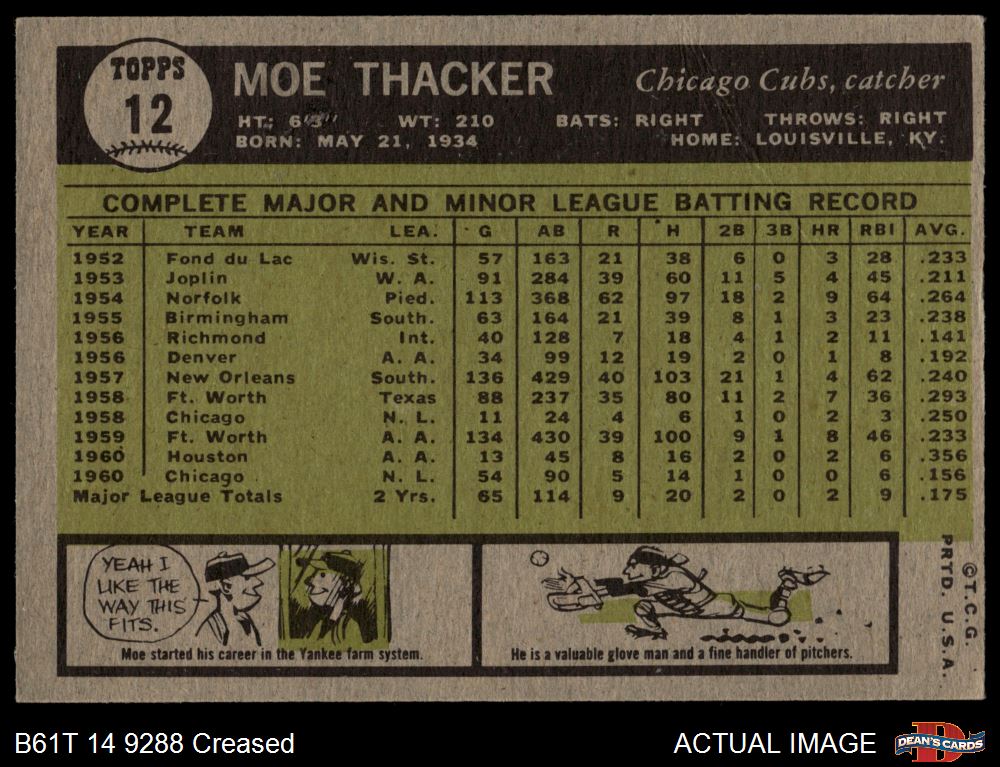 TOPPS
12
MOE THACKER
Chicago Cubs, catcher
HT: 6'3" WT: 210 BATS: RIGHT THROWS: RIGHT
BORN: MAY 21, 1934 HOME: LOUISVILLE, KY.
COMPLETE MAJOR AND MINOR LEAGUE BATTING RECORD
YEAR TEAM LEA. G AB R H 2B 3B HR RBI AVG.
1952 Fond du Lac Wis. St. 57 163 21 38 6 0 3 28 .233
1953 Joplin W. A. 91 284 39 60 11 5 4 45 .211
1954 Norfolk Pied. 113 368 62 97 18 2 9 64 .264
1955 Birmingham South. 63 164 21 39 8 1 3 23 .238
1956 Richmond Int. 40 128 7 18 4 1 2 11 .141
1956 Denver A. A. 34 99 12 19 2 0 1 8 .192
1957 New Orleans South. 136 429 40 103 21 1 4 62 .240
1958 Ft. Worth Texas 88 237 35 80 11 2 7 36 .293
1958 Chicago N. L. 11 24 4 6 1 0 2 3 .250
1959 Ft. Worth A. A. 134 430 39 100 9 1 8 46 .233
1960 Houston A. A. 13 45 8 16 2 0 2 6 .356
1960 Chicago N. L. 54 90 5 14 1 0 0 6 .156
Major League Totals 2 Yrs. 65 114 9 20 2 0 2 9 .175
YEAH I
LIKE THE
WAY THIS
FITS.
Moe started his career in the Yankee farm system.
He is a valuable glove man and a fine handler of pitchers.
©T.C.G.
PRTD. U.S.A.
B61T 14 9288 Creased
ACTUAL IMAGE
D
DEAN'S CARDS